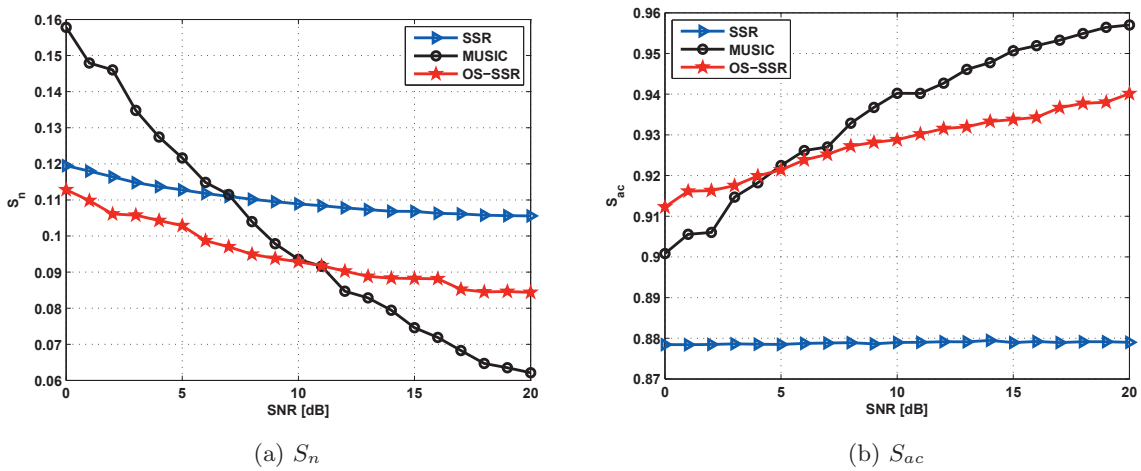 0.16
0.15
0.14
0.13
0.12
0.11
0.1
0.09
0.08
0.07
0.06
S_n
0
5
10
15
20
SNR [dB]
SSR
MUSIC
OS-SSR
(a) S_n
0.96
0.95
0.94
0.93
0.92
0.91
0.9
0.89
0.88
0.87
S_ac
0
5
10
15
20
SNR [dB]
SSR
MUSIC
OS-SSR
(b) S_ac